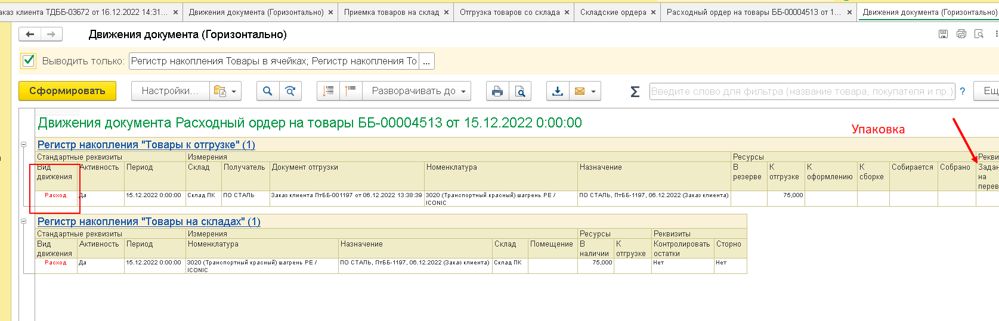 аказ клиента ТДББ-03672 от 16.12.2022 14:31... × Движения документа (Горизонтально) × Приемка товаров на склад × Отгрузка товаров со склада × Складские ордера × Расходный ордер на товары ББ-00004513 от 1... × Движения документа (Горизонтально)
Движения документа (Горизонтально)
Выводить только: Регистр накопления Товары в ячейках; Регистр накопления То ...
Сформировать Настройки... Разворачивать до Σ Введите слово для фильтра (название товара, покупателя и пр.) ? Ещ
Движения документа Расходный ордер на товары ББ-00004513 от 15.12.2022 0:00:00
Упаковка
Регистр накопления "Товары к отгрузке" (1)
Стандартные реквизиты Измерения Ресурсы Рекви
Вид движения Активность Период Склад Получатель Документ отгрузки Номенклатура Назначение В резерве К отгрузке К оформлению К сборке Собирается Собрано Задан на перев
Расход Да 15.12.2022 0:00:00 Склад ПК ПО СТАЛЬ Заказ клиента ПтББ-001197 от 06.12.2022 13:38:39 3020 (Транспортный красный) шагрень PE / ICONIC ПО СТАЛЬ, ПтББ-1197, 06.12.2022 (Заказ клиента) 75,000
Регистр накопления "Товары на складах" (1)
Стандартные реквизиты Измерения Ресурсы Реквизиты
Вид движения Активность Период Номенклатура Назначение Склад Помещение В наличии К отгрузке Контролировать остатки Сторно
Расход Да 15.12.2022 0:00:00 3020 (Транспортный красный) шагрень PE / ICONIC ПО СТАЛЬ, ПтББ-1197, 06.12.2022 (Заказ клиента) Склад ПК 75,000 Нет Нет